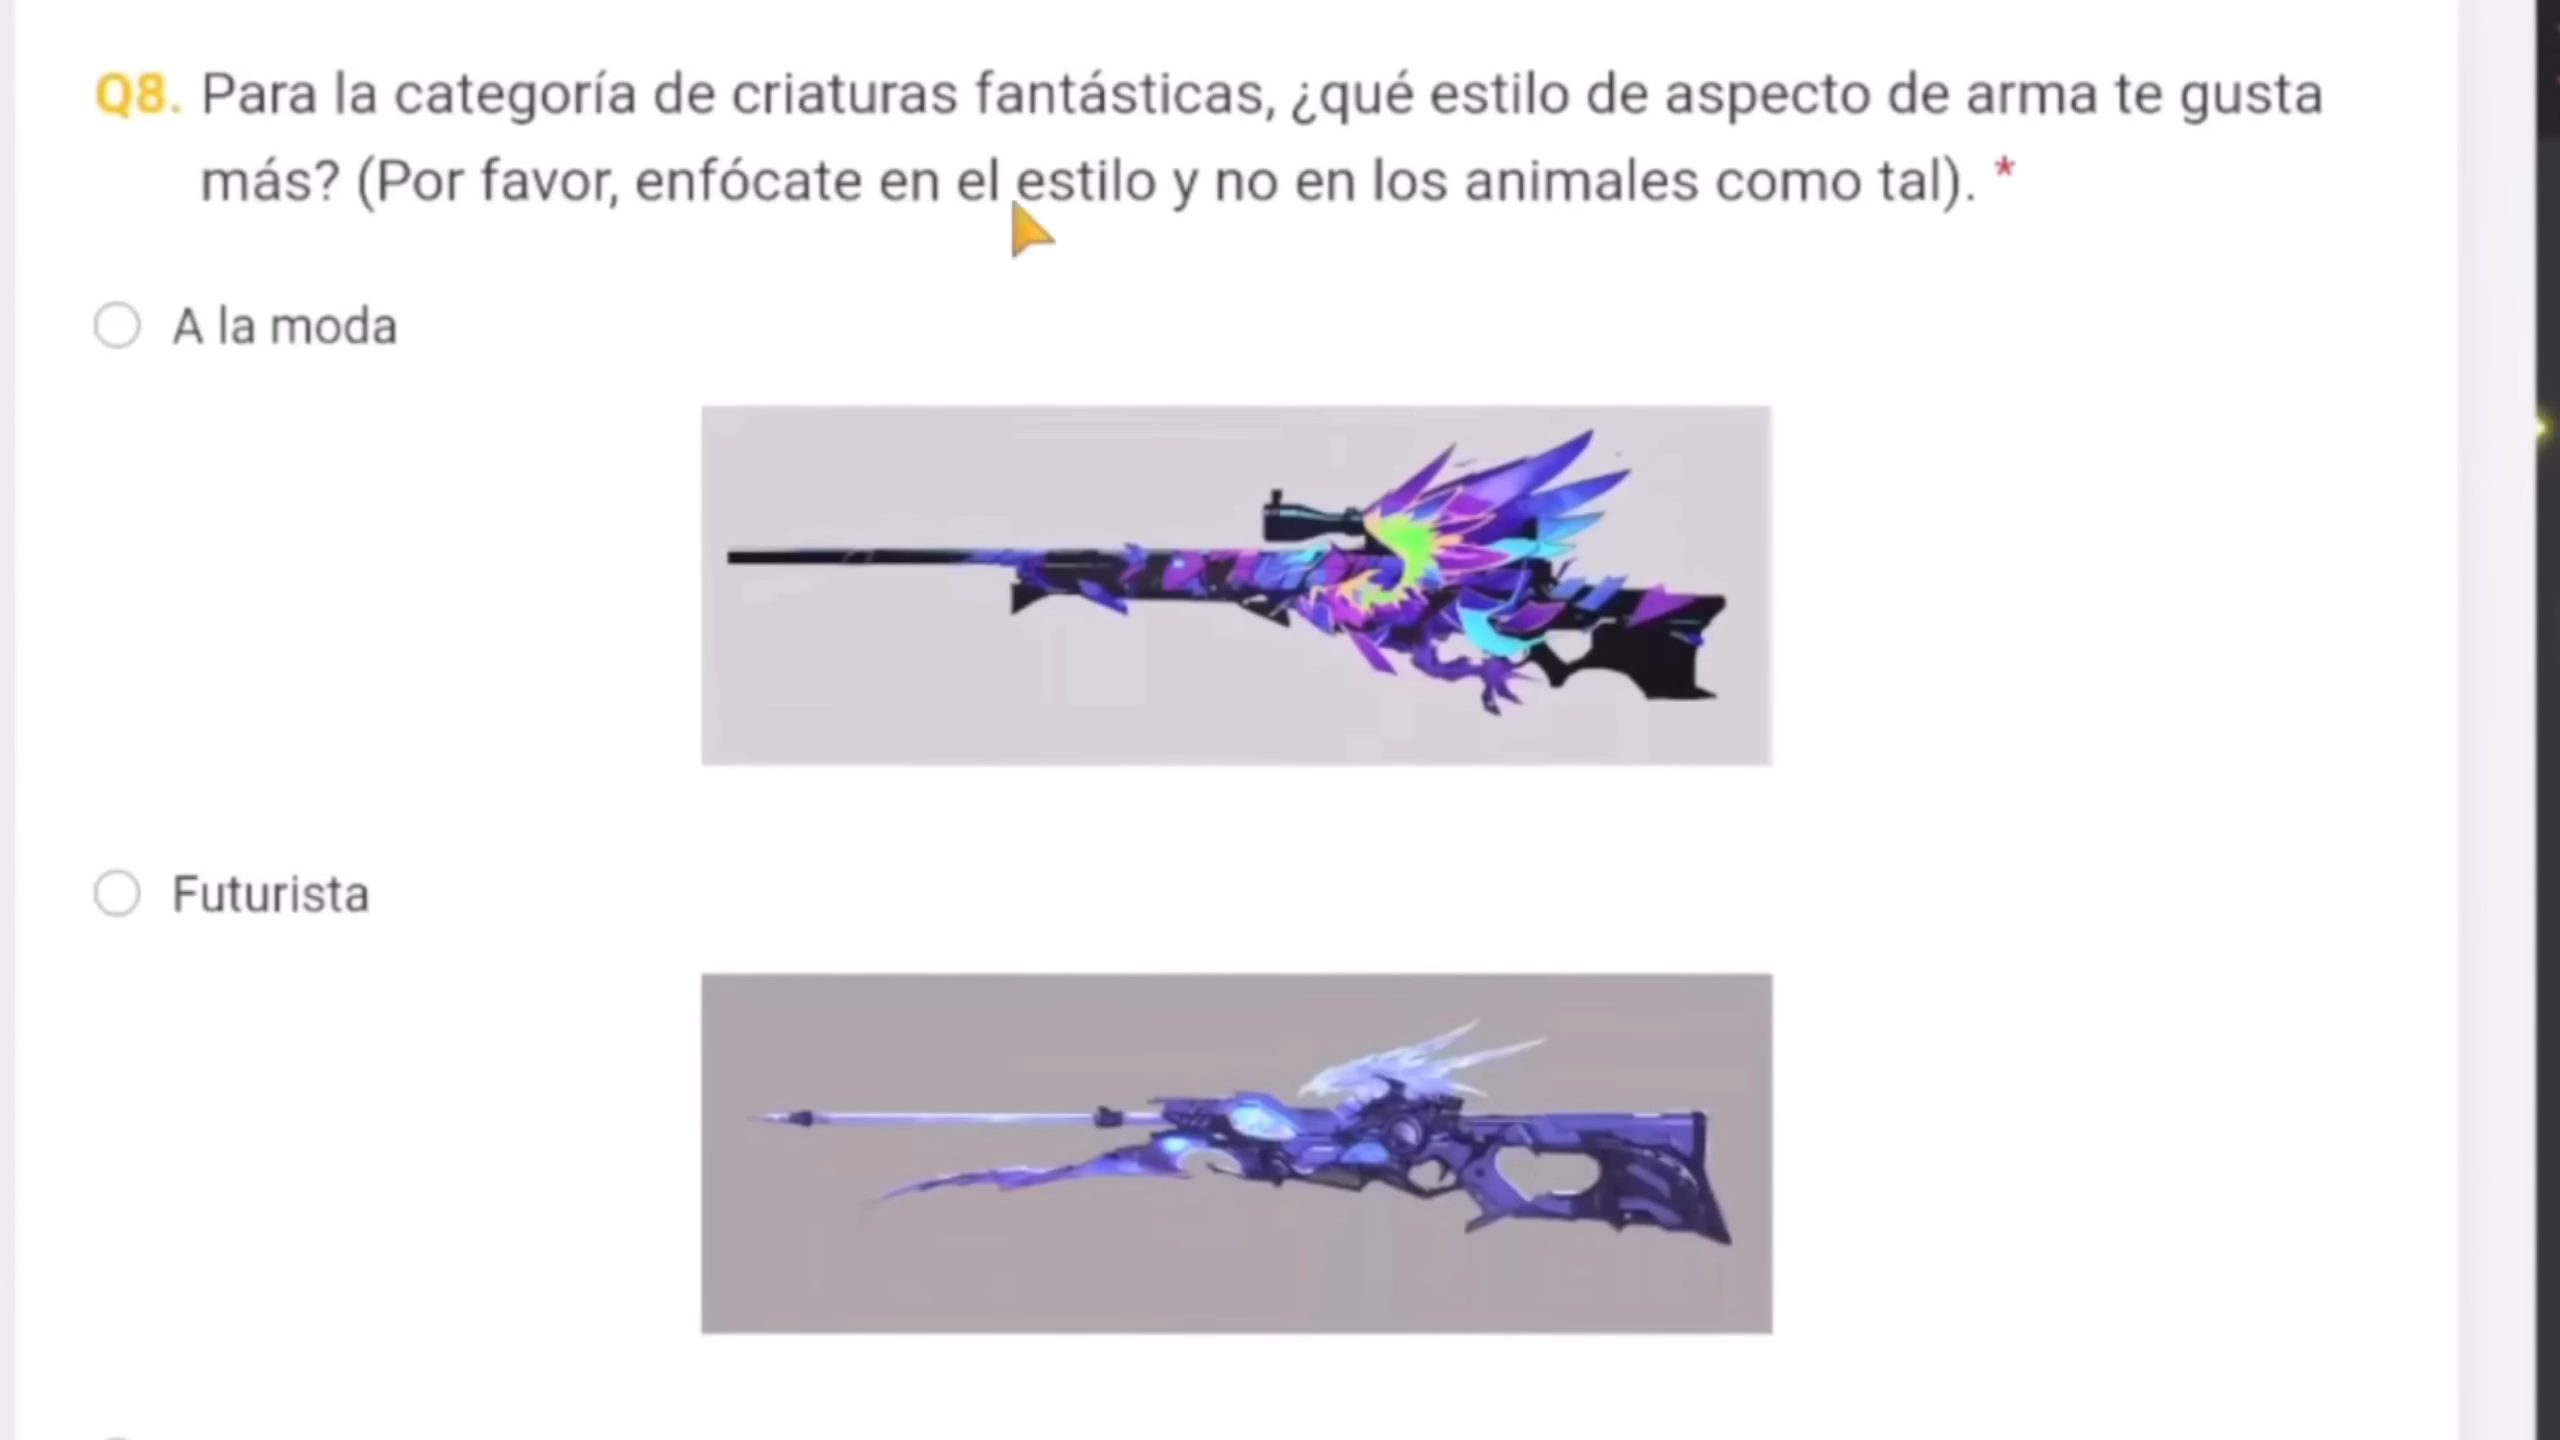 Q8. Para la categoría de criaturas fantásticas, ¿qué estilo de aspecto de arma te gusta
más? (Por favor, enfócate en el estilo y no en los animales como tal). *
A la moda
Futurista